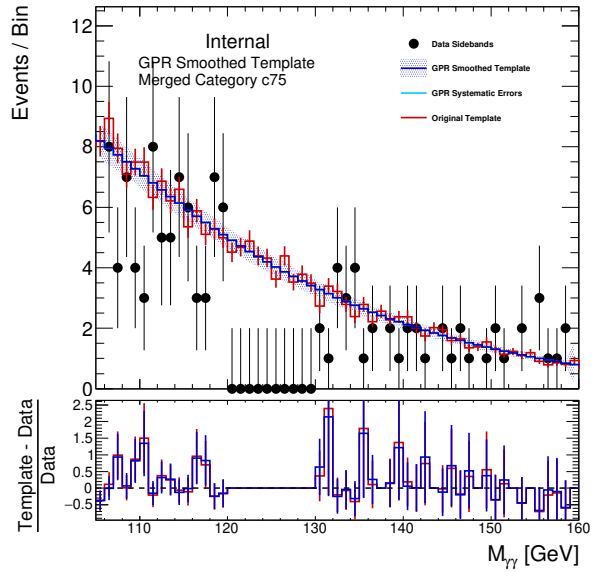 Events / Bin
12
10
8
6
4
2
0
Internal
GPR Smoothed Template
Merged Category c75
Data Sidebands
GPR Smoothed Template
GPR Systematic Errors
Original Template
Template - Data
Data
2.5
2
1.5
1
0.5
0
−0.5
110 120 130 140 150 160
Mγγ [GeV]